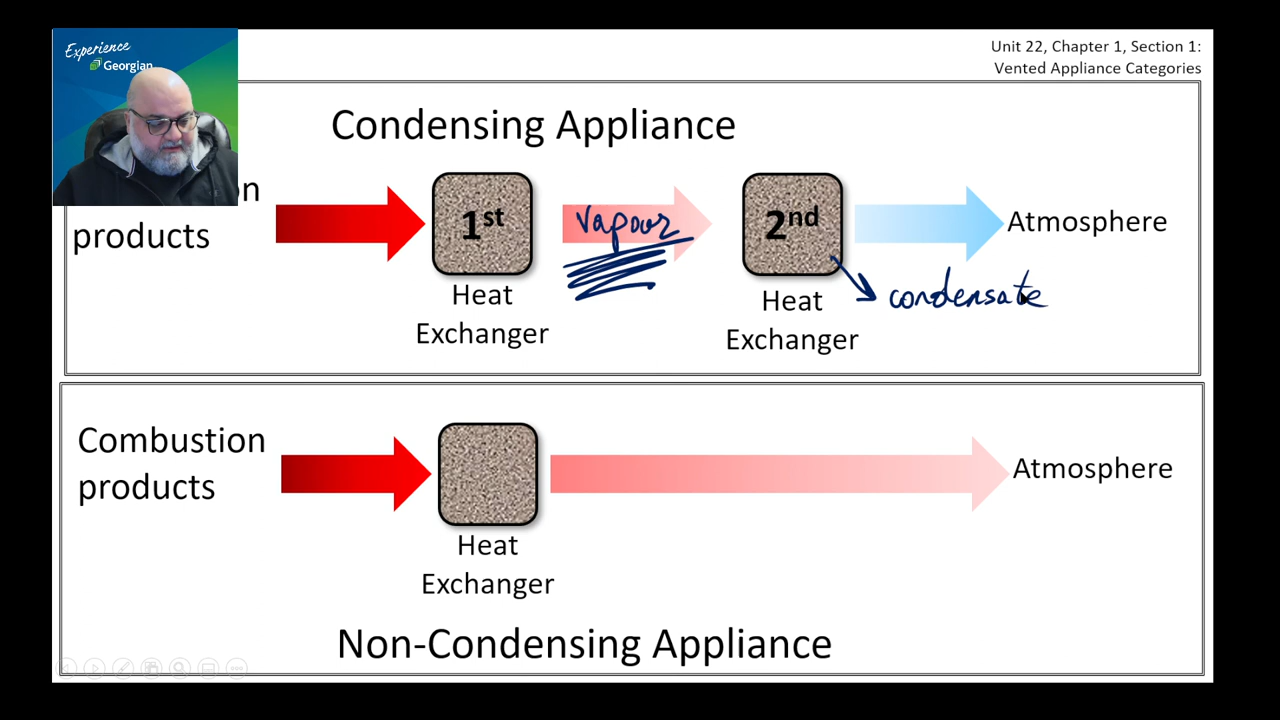 Experience
Georgian
Unit 22, Chapter 1, Section 1:
Vented Appliance Categories
Condensing Appliance
on
products
1st
vapour
2nd
Atmosphere
condensate
Heat
Exchanger
Heat
Exchanger
Combustion
products
Atmosphere
Heat
Exchanger
Non-Condensing Appliance